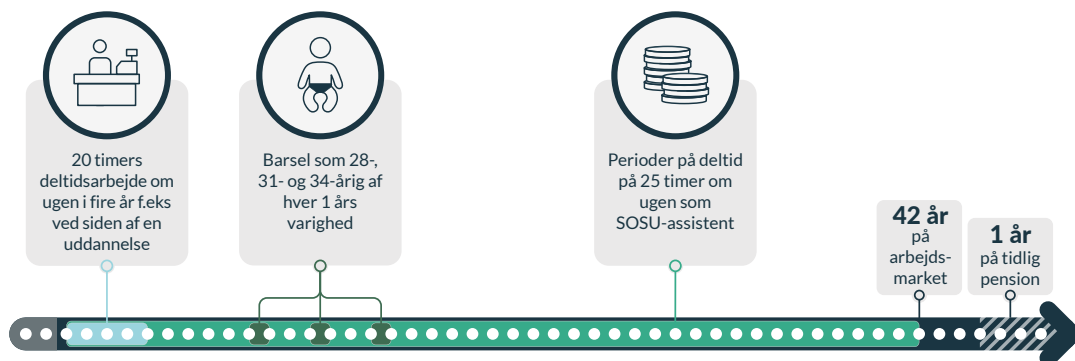 20 timers
deltidsarbejde om
ugen i fire år f.eks
ved siden af en
uddannelse
Barsel som 28-,
31- og 34-årig af
hver 1 års
varighed
Perioder på deltid
på 25 timer om
ugen som
SOSU-assistent
42 år
på
arbejds-
market
1 år
på tidlig
pension